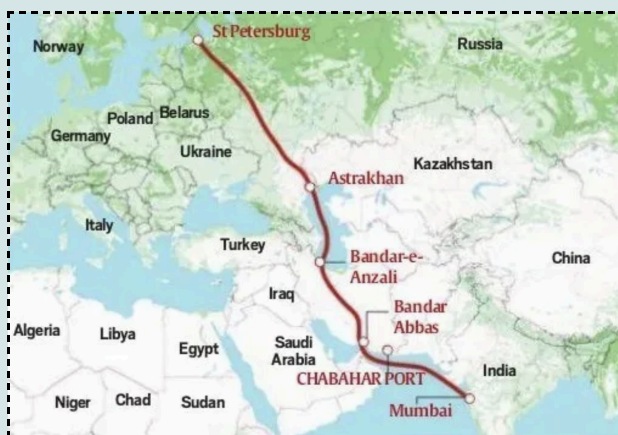 St Petersburg
Norway
Russia
Poland
Belarus
Germany
Ukraine
Kazakhstan
Astrakhan
Italy
Turkey
Bandar-e-
Anzali
China
Iraq
Bandar
Abbas
Algeria
Libya
Egypt
Saudi
Arabia
CHABAHAR PORT
India
Niger
Chad
Sudan
Mumbai